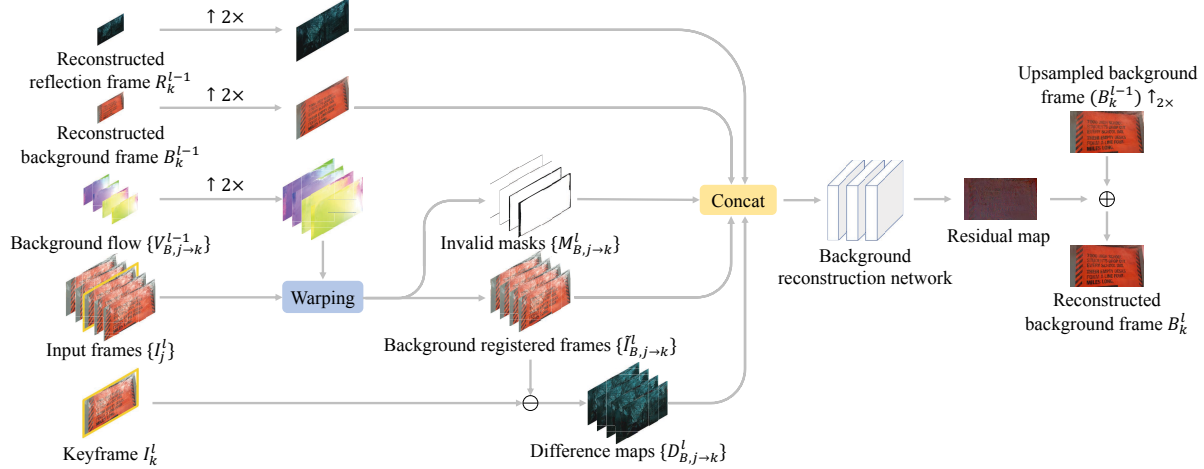 ↑ 2×
Reconstructed
reflection frame $R_k^{l-1}$
↑ 2×
Reconstructed
background frame $B_k^{l-1}$
↑ 2×
Background flow $\{V_{B,j→k}^{l-1}\}$
Input frames $\{I_j^l\}$
Warping
Keyframe $I_k^l$
Invalid masks $\{M_{B,j→k}^l\}$
Background registered frames $\{\tilde{I}_{B,j→k}^l\}$
Difference maps $\{D_{B,j→k}^l\}$
Concat
Background
reconstruction network
Residual map
Upsampled background
frame $(B_k^{l-1})$ ↑$_{2×}$
Reconstructed
background frame $B_k^l$